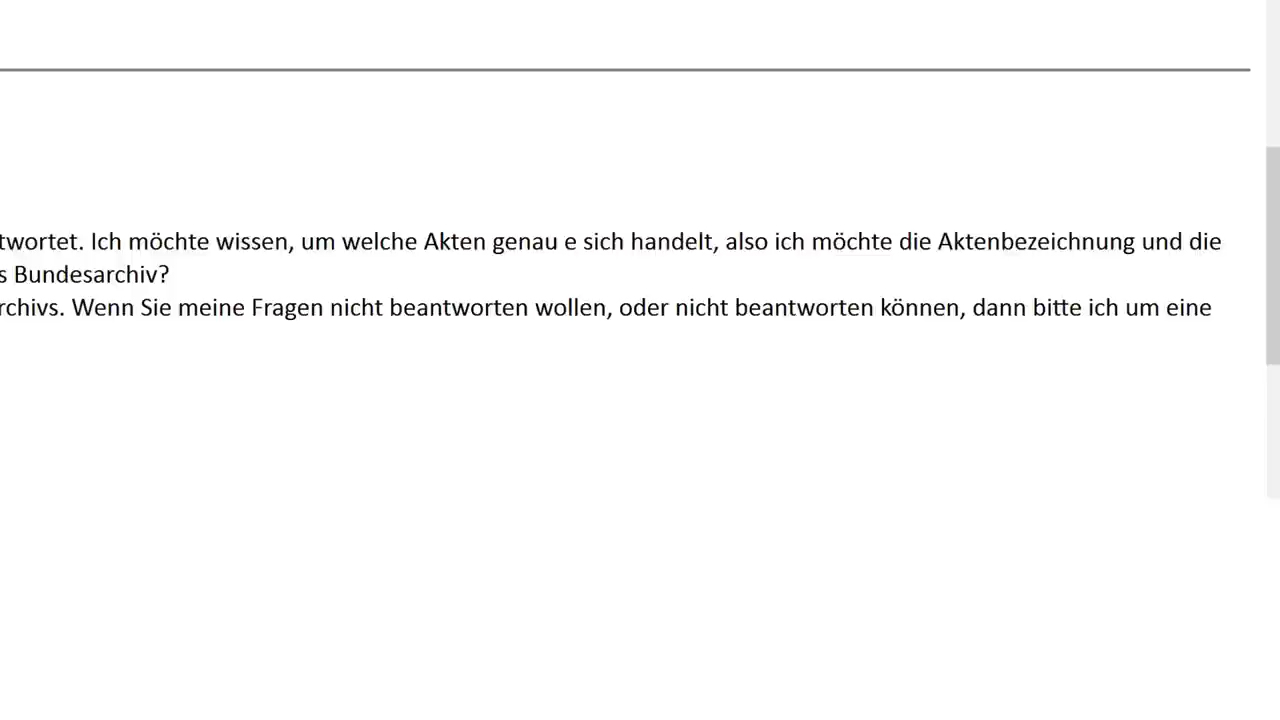 twortet. Ich möchte wissen, um welche Akten genau e sich handelt, also ich möchte die Aktenbezeichnung und die
s Bundesarchiv?
rchivs. Wenn Sie meine Fragen nicht beantworten wollen, oder nicht beantworten können, dann bitte ich um eine